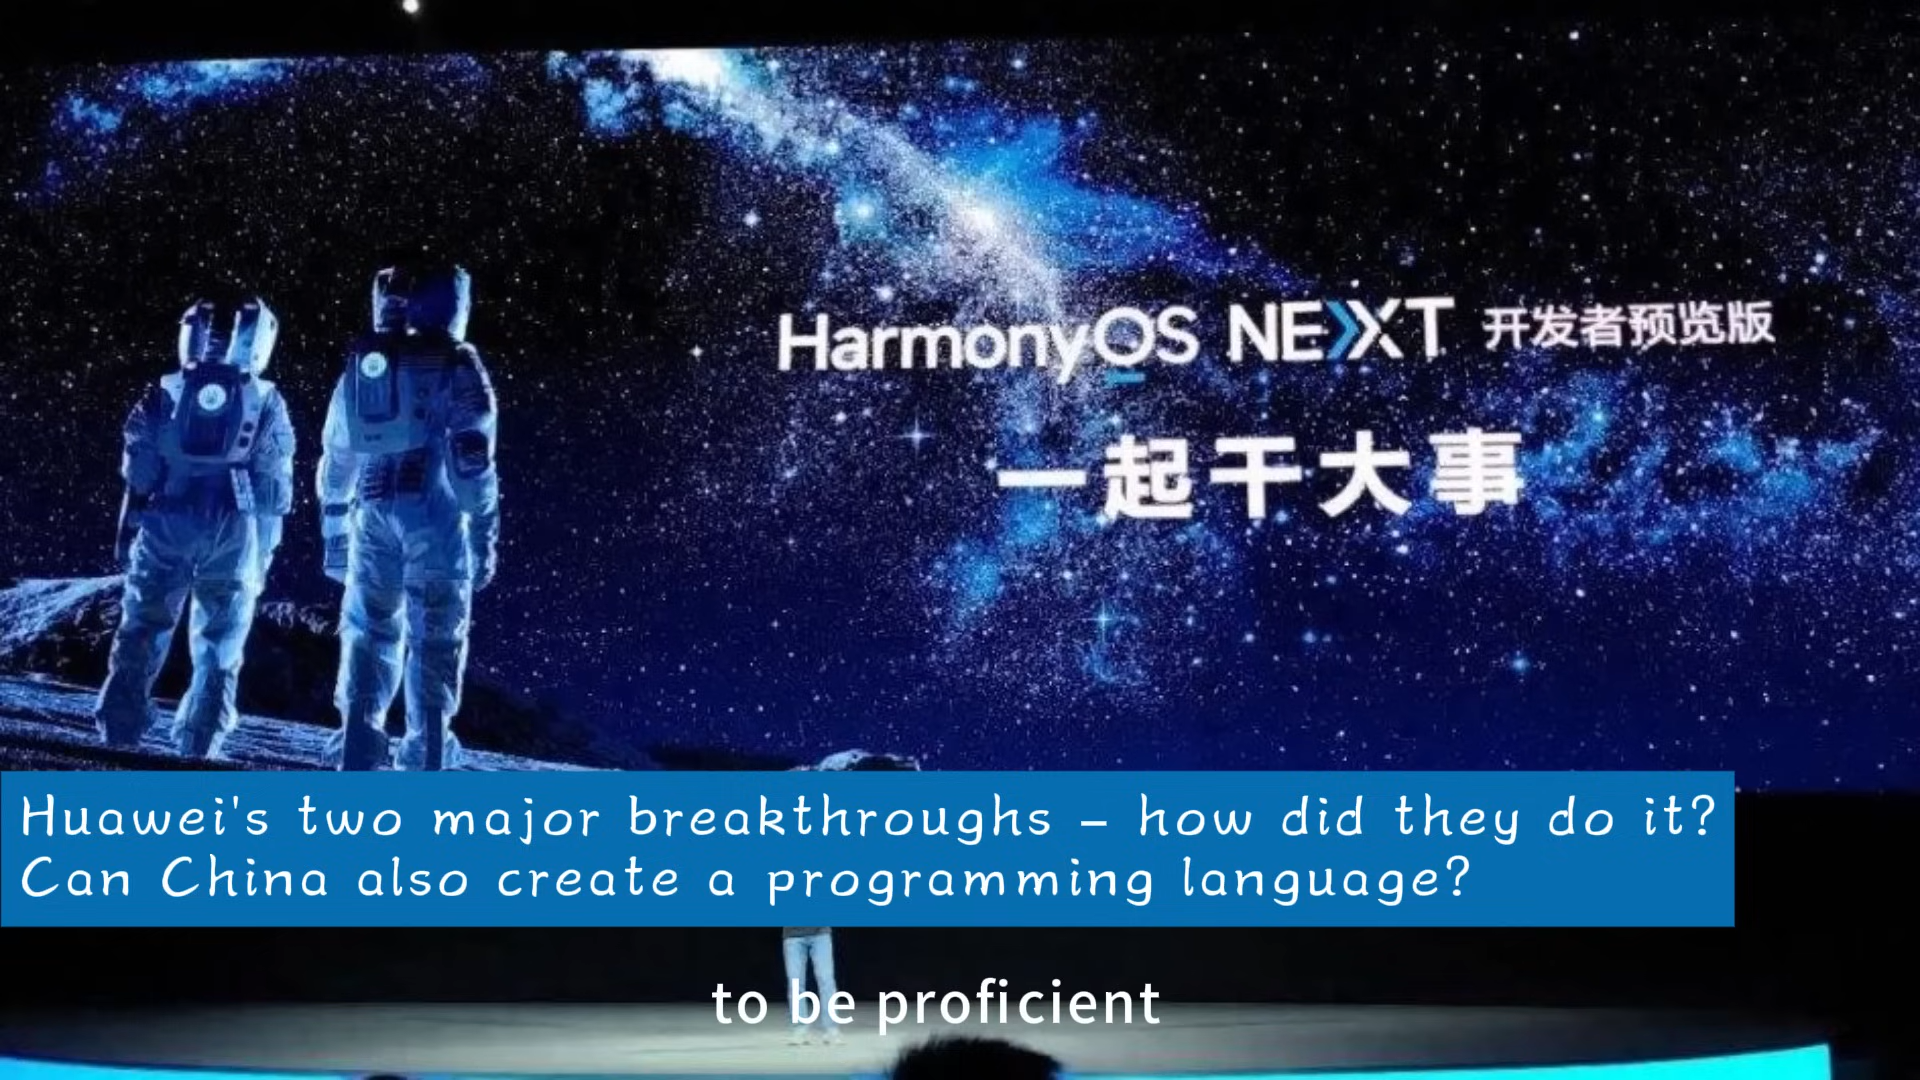 HarmonyOS NEXT 开发者预览版
一起干大事
Huawei's two major breakthroughs – how did they do it?
Can China also create a programming language?
to be proficient